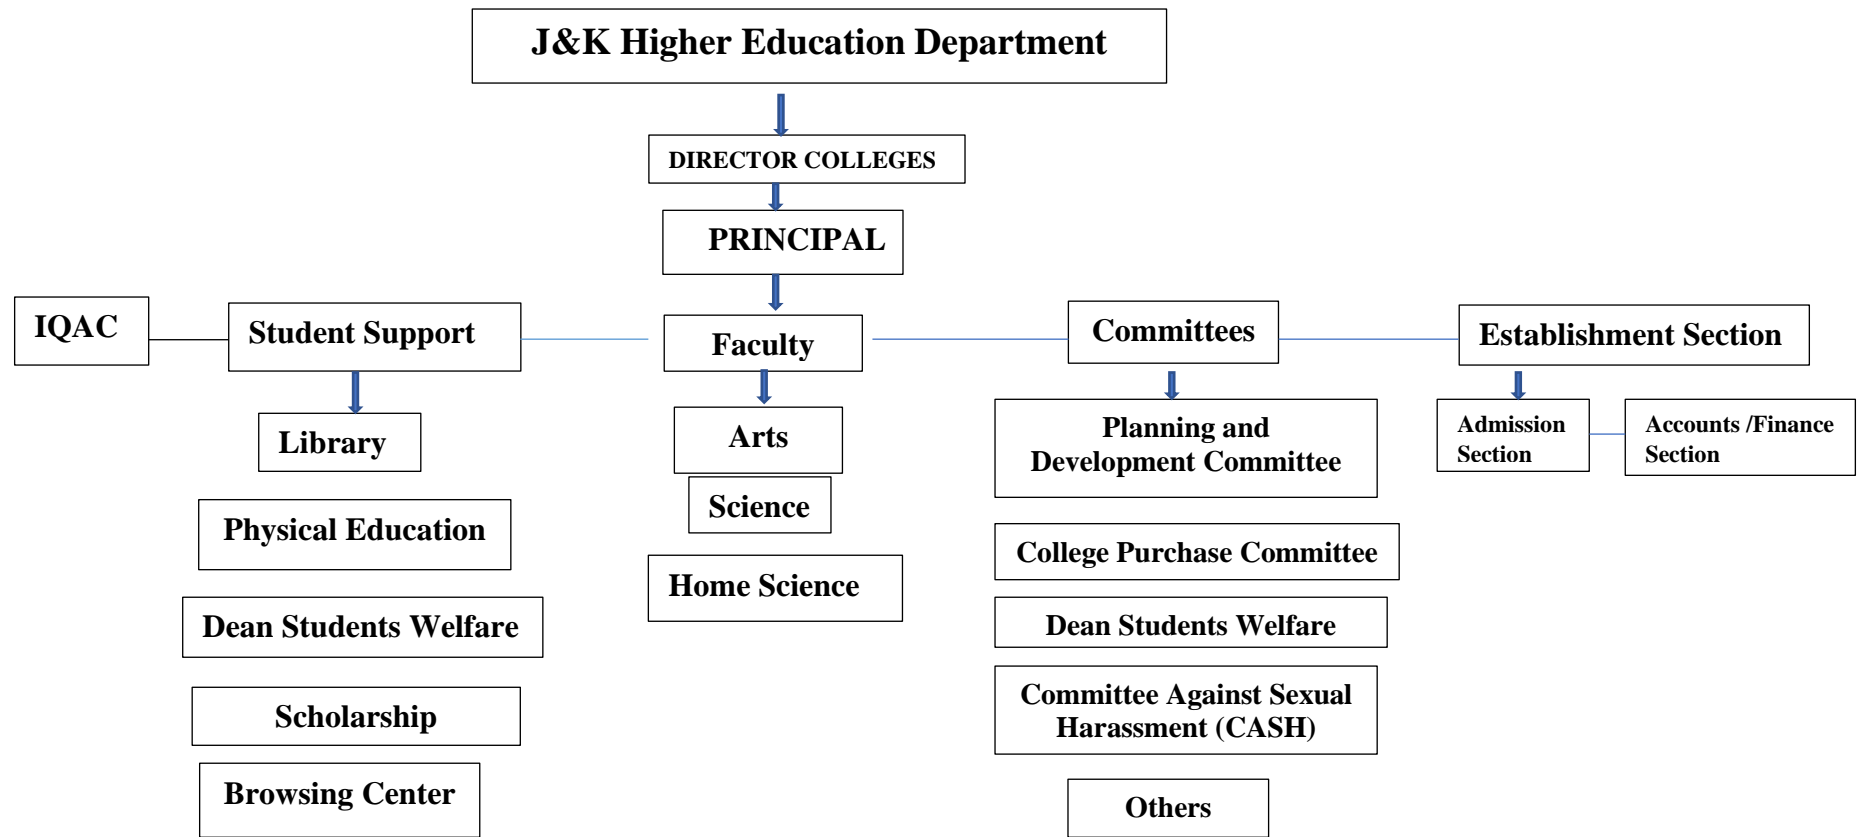 J&K Higher Education Department
DIRECTOR COLLEGES
PRINCIPAL
IQAC
Student Support
Faculty
Committees
Establishment Section
Library
Physical Education
Dean Students Welfare
Scholarship
Browsing Center
Arts
Science
Home Science
Planning and
Development Committee
College Purchase Committee
Dean Students Welfare
Committee Against Sexual
Harassment (CASH)
Others
Admission
Section
Accounts /Finance
Section